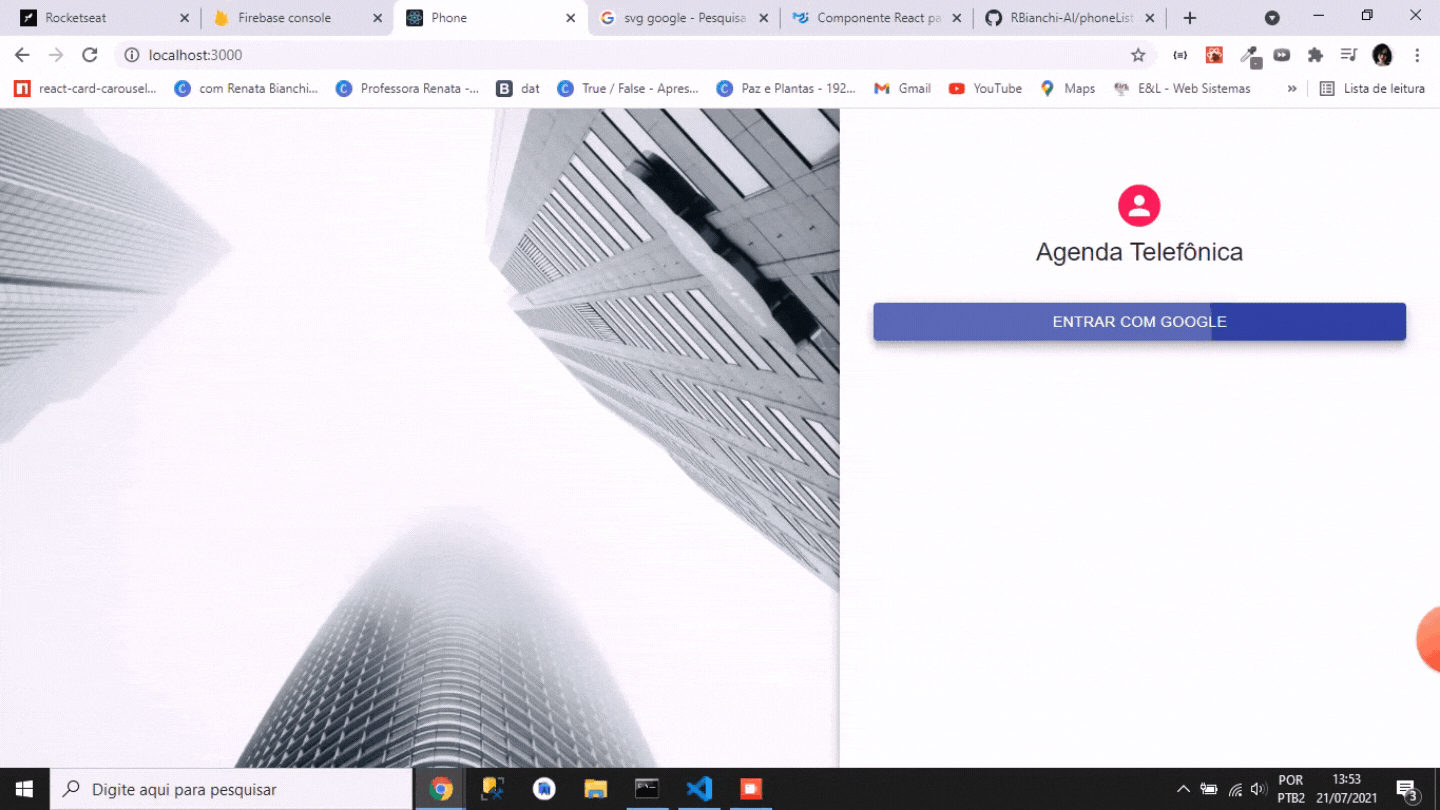 Rocketseat
Firebase console
Phone
svg google - Pesquisa
Componente React pa
RBianchi-AI/phoneList
localhost:3000
react-card-carousel...
com Renata Bianchi...
Professora Renata -...
B dat
True / False - Apres...
Paz e Plantas - 192...
Gmail
YouTube
Maps
E&L - Web Sistemas
»
Lista de leitura
Agenda Telefônica
ENTRAR COM GOOGLE
Digite aqui para pesquisar
POR
PTB2
13:53
21/07/2021
3